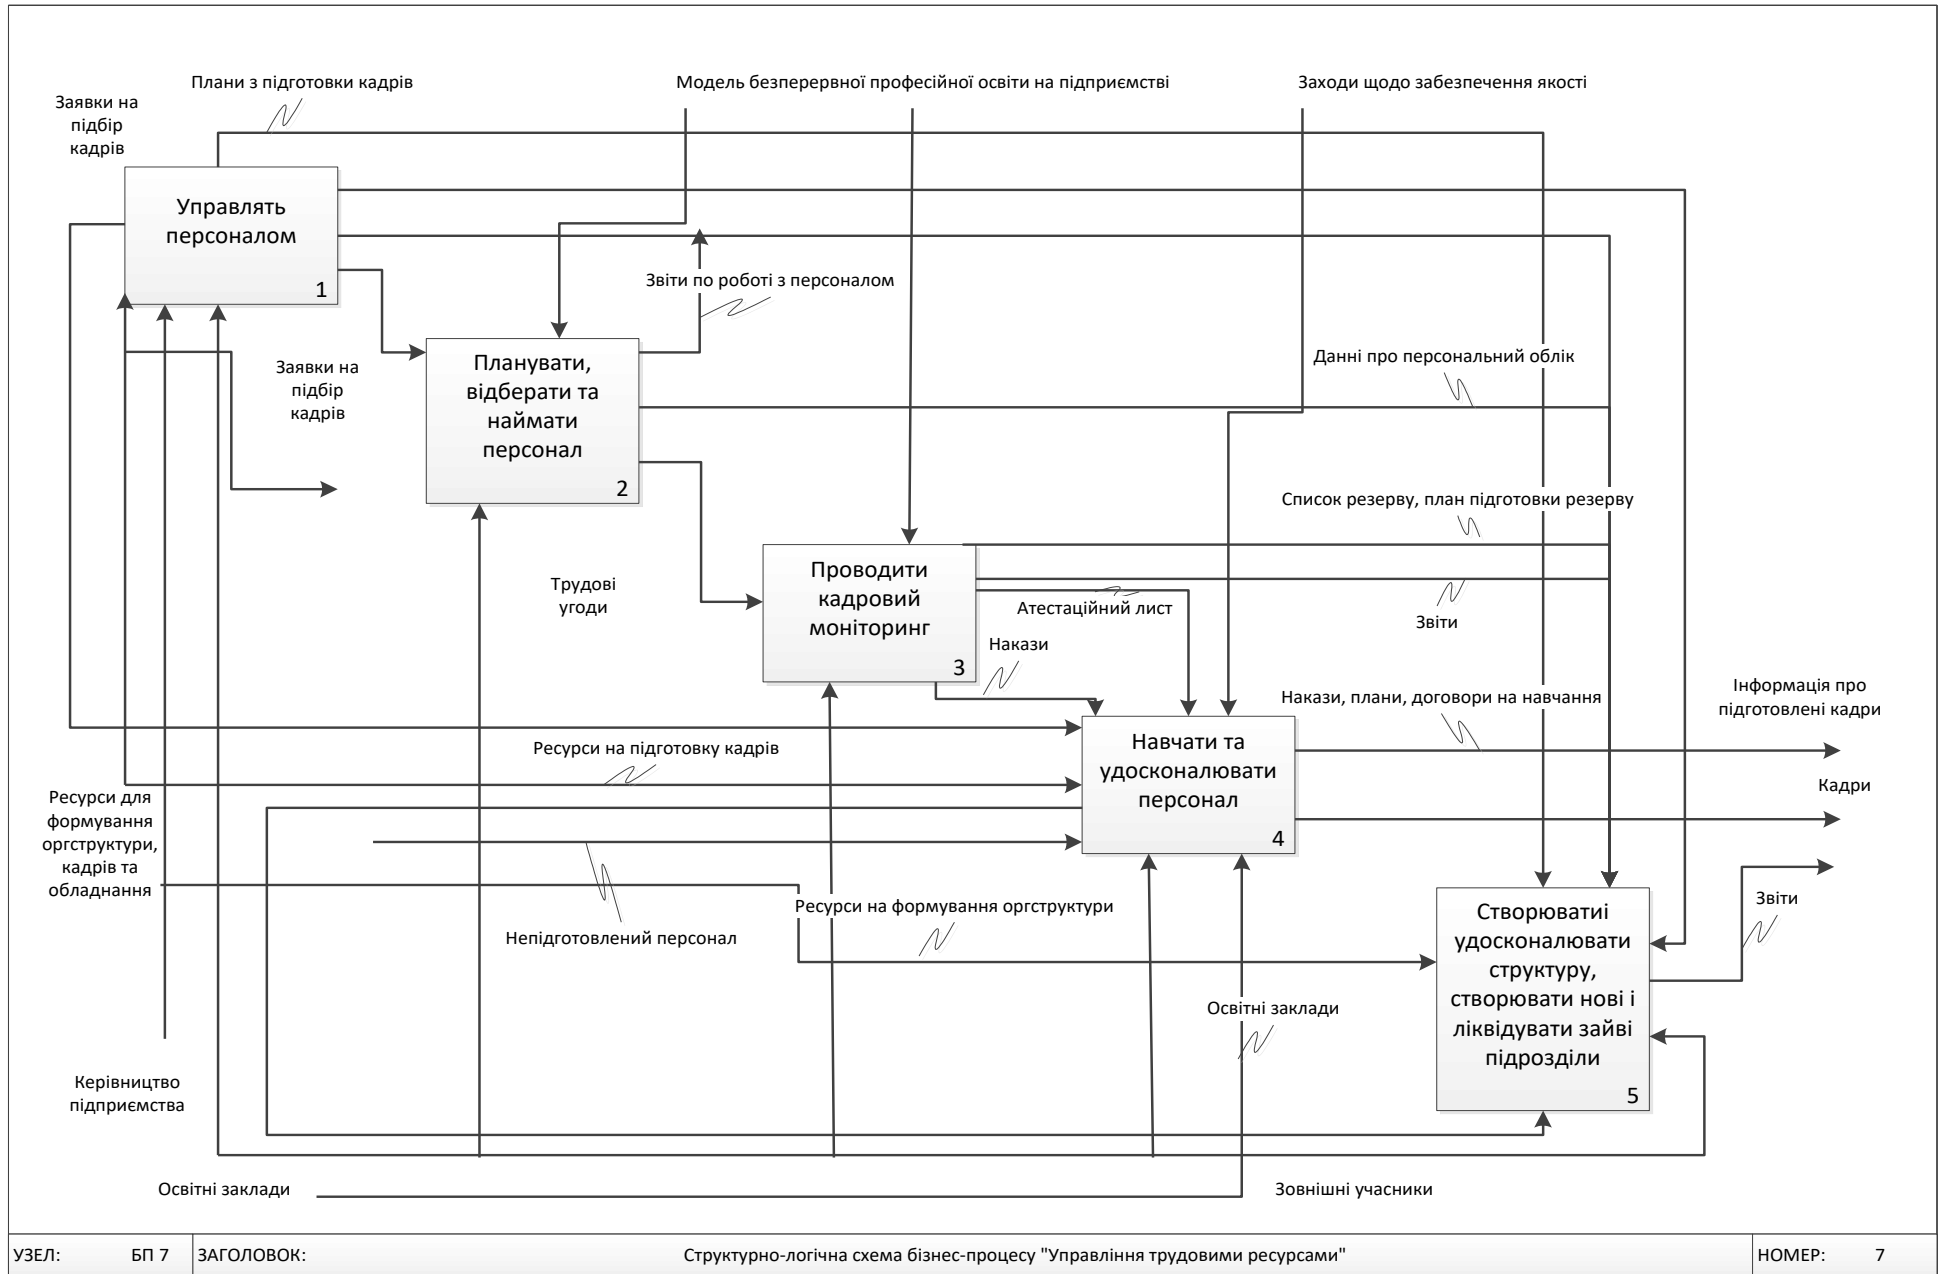 Плани з підготовки кадрів
Модель безперервної професійної освіти на підприємстві
Заходи щодо забезпечення якості
Заявки на
підбір
кадрів
Управлять
персоналом
1
Звіти по роботі з персоналом
Планувати,
відберати та
наймати
персонал
2
Заявки на
підбір
кадрів
Данні про персональний облік
Список резерву, план підготовки резерву
Трудові
угоди
Проводити
кадровий
моніторинг
3
Атестаційний лист
Звіти
Накази
Накази, плани, договори на навчання
Інформація про
підготовлені кадри
Ресурси на підготовку кадрів
Навчати та
удосконалювати
персонал
4
Кадри
Ресурси для
формування
оргструктури,
кадрів та
обладнання
Ресурси на формування оргструктури
Непідготовлений персонал
Звіти
Створюватиі
удосконалювати
структуру,
створювати нові і
ліквідувати зайві
підрозділи
5
Освітні заклади
Керівництво
підприємства
Освітні заклади
Зовнішні учасники
УЗЕЛ: БП 7 ЗАГОЛОВОК: Структурно-логічна схема бізнес-процесу "Управління трудовими ресурсами" НОМЕР: 7